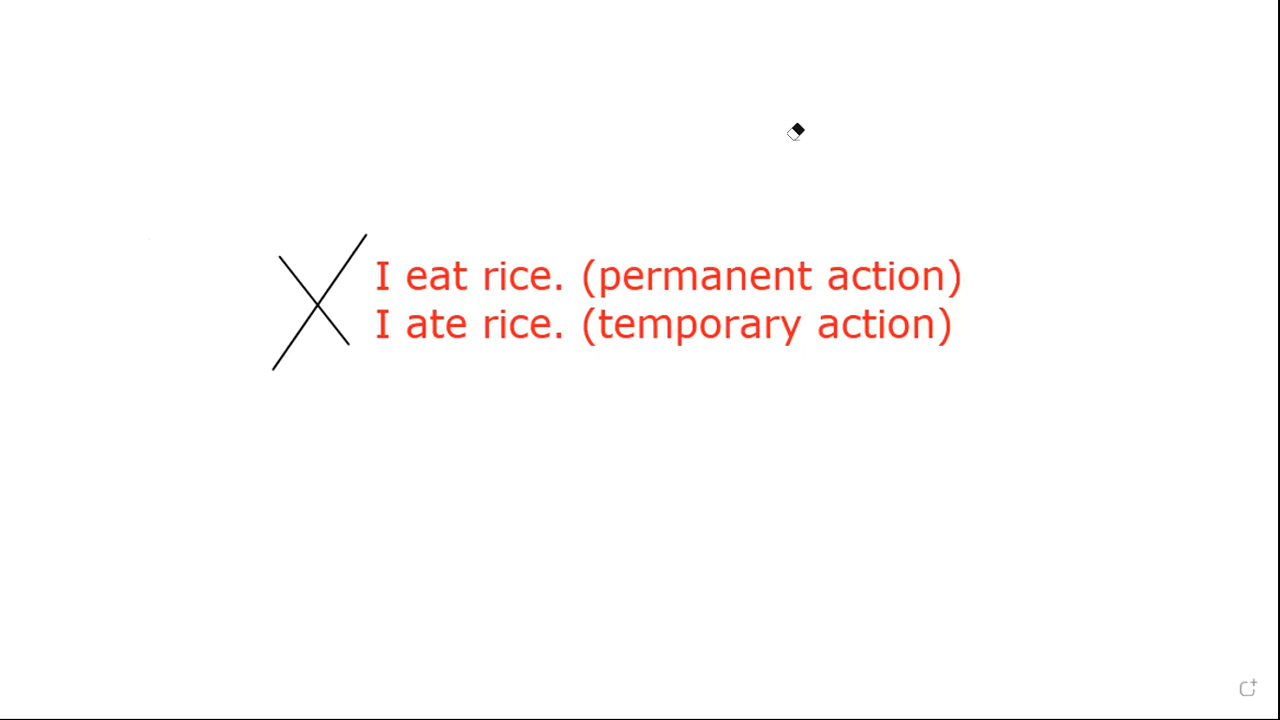 I eat rice. (permanent action)
I ate rice. (temporary action)